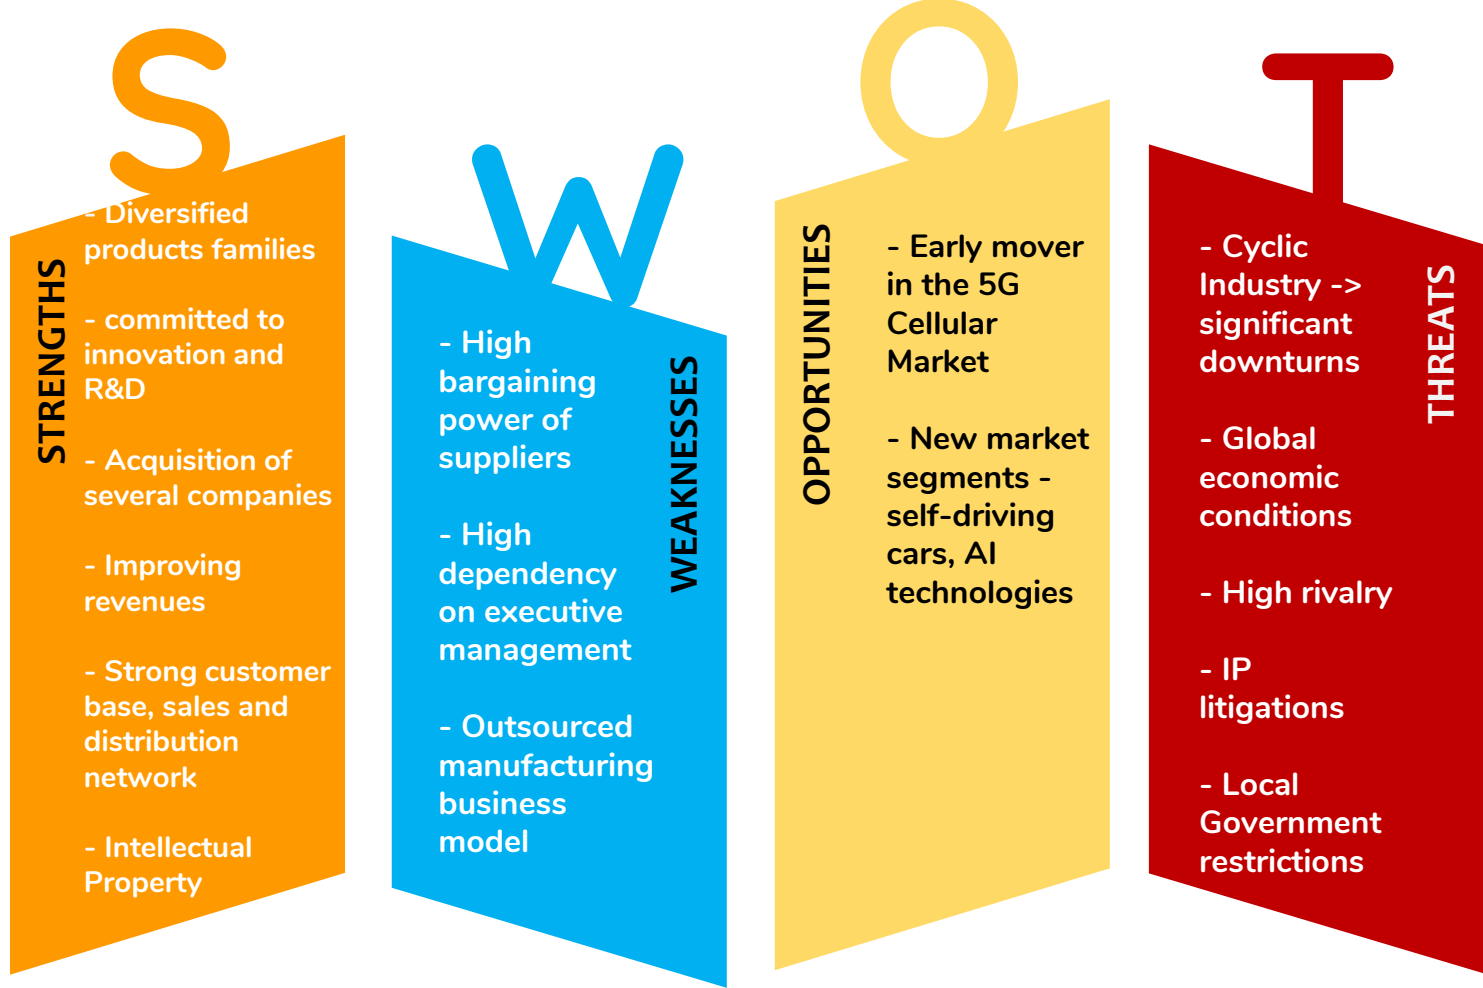 S
STRENGTHS
- Diversified
products families
- committed to
innovation and
R&D
- Acquisition of
several companies
- Improving
revenues
- Strong customer
base, sales and
distribution
network
- Intellectual
Property
W
WEAKNESSES
- High
bargaining
power of
suppliers
- High
dependency
on executive
management
- Outsourced
manufacturing
business
model
O
OPPORTUNITIES
- Early mover
in the 5G
Cellular
Market
- New market
segments -
self-driving
cars, AI
technologies
T
THREATS
- Cyclic
Industry ->
significant
downturns
- Global
economic
conditions
- High rivalry
- IP
litigations
- Local
Government
restrictions